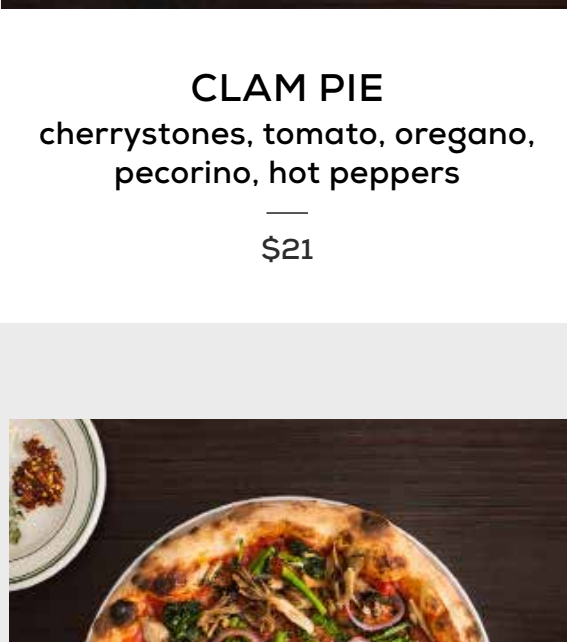 CLAM PIE
cherrystones, tomato, oregano,
pecorino, hot peppers
$21